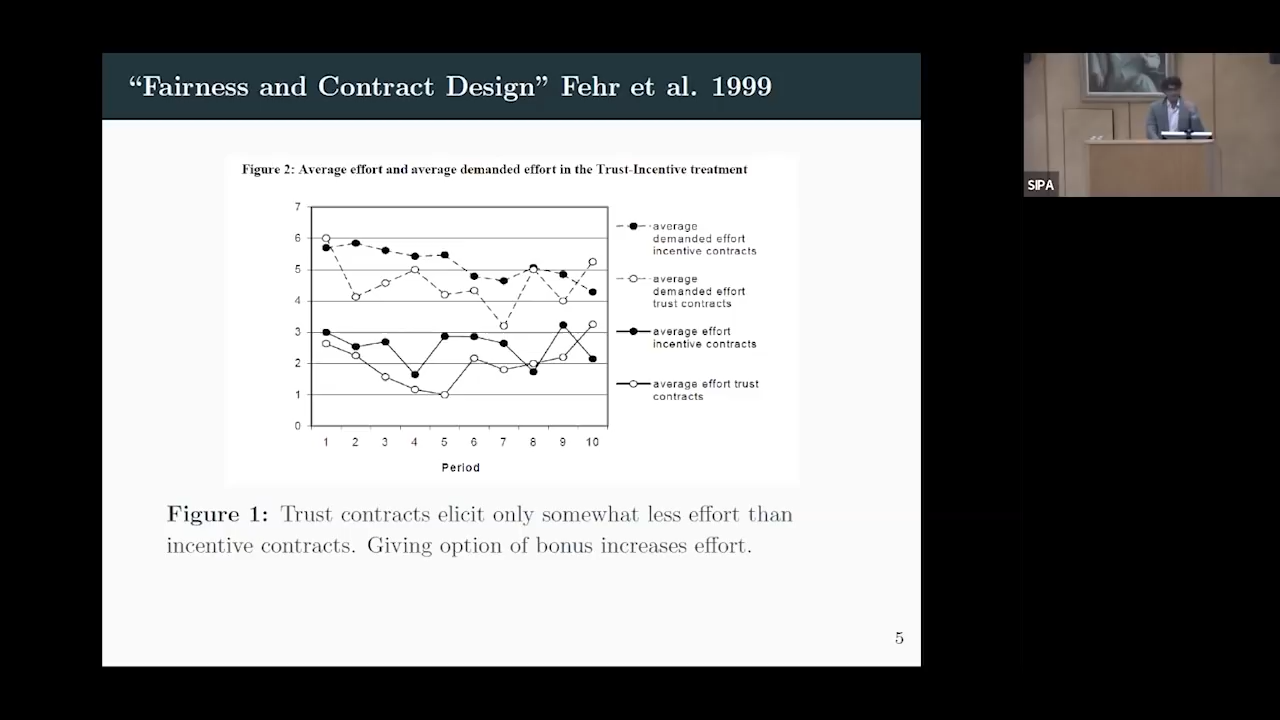 “Fairness and Contract Design” Fehr et al. 1999
SIPA
Figure 2: Average effort and average demanded effort in the Trust-Incentive treatment
7
6
5
4
3
2
1
0
1 2 3 4 5 6 7 8 9 10
Period
average
demanded effort
incentive contracts
average
demanded effort
trust contracts
average effort
incentive contracts
average effort trust
contracts
Figure 1: Trust contracts elicit only somewhat less effort than
incentive contracts. Giving option of bonus increases effort.
5